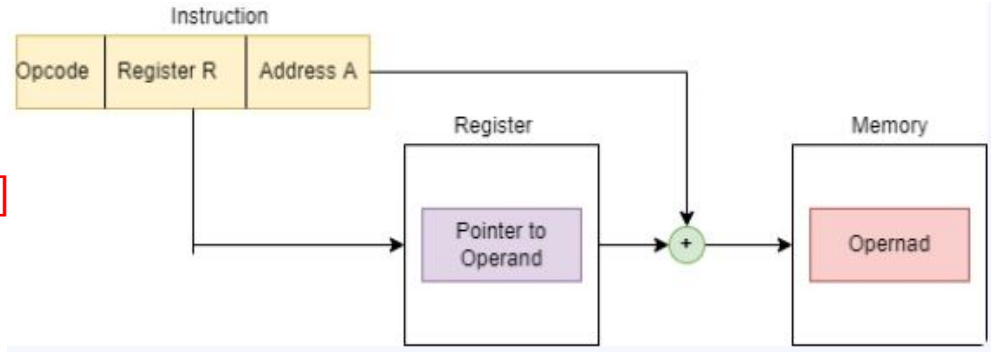 Instruction
Opcode
Register R
Address A
Register
Memory
Pointer to
Operand
+
Opernad
]